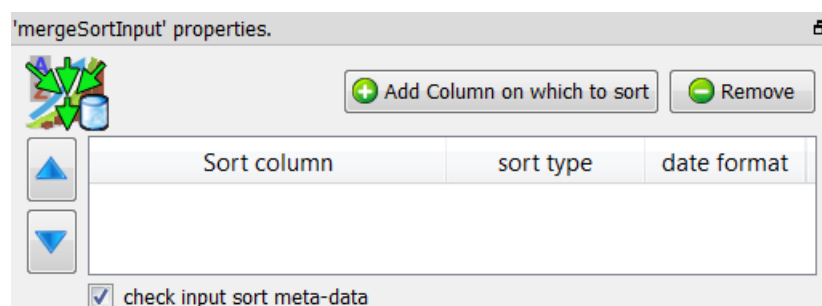 'mergeSortInput' properties.
Add Column on which to sort Remove
Sort column sort type date format
check input sort meta-data